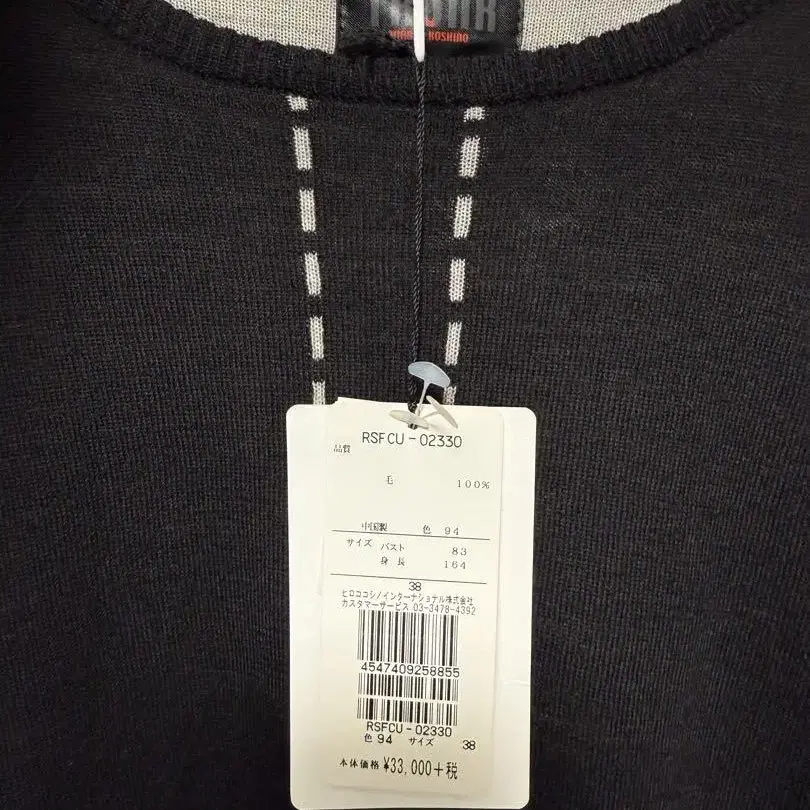 KOSHINO
RSFCU-02330
品質
毛 100%
中国製 色 94
サイズ バスト 83
身長 164
38
ヒロココシノインターナショナル株式会社
カスタマーサービス 03-3478-4392
4547409258855
RSFCU-02330
色 94 サイズ 38
本体価格 ¥33,000+税